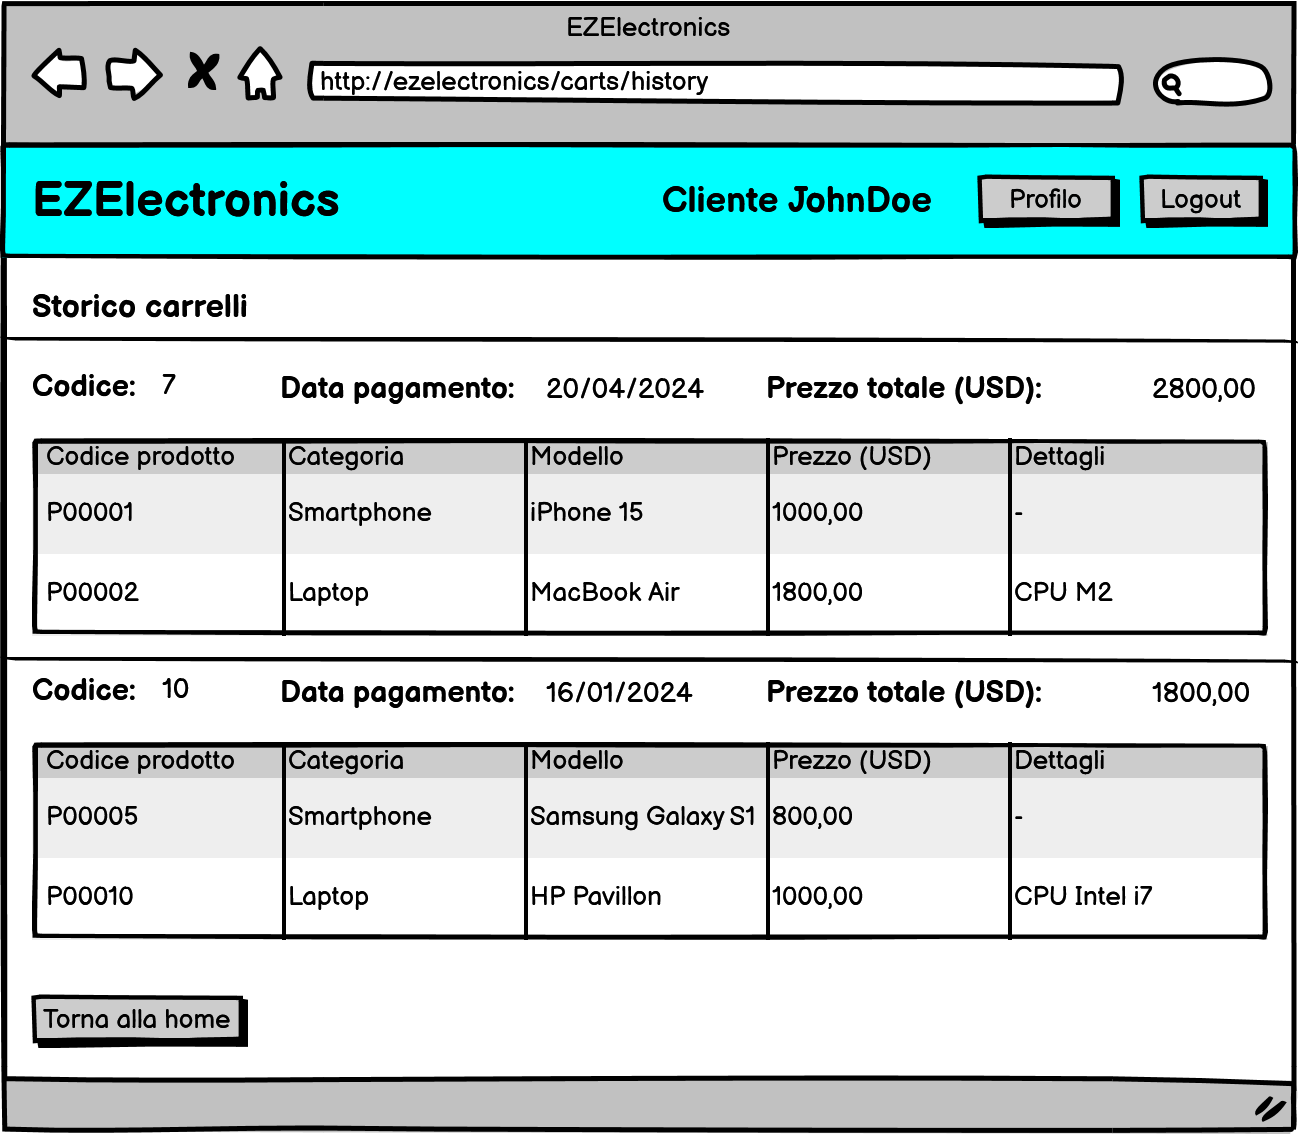 EZElectronics
http://ezelectronics/carts/history
EZElectronics Cliente JohnDoe Profilo Logout
Storico carrelli
Codice: 7 Data pagamento: 20/04/2024 Prezzo totale (USD): 2800,00
Codice prodotto Categoria Modello Prezzo (USD) Dettagli
P00001 Smartphone iPhone 15 1000,00 -
P00002 Laptop MacBook Air 1800,00 CPU M2
Codice: 10 Data pagamento: 16/01/2024 Prezzo totale (USD): 1800,00
Codice prodotto Categoria Modello Prezzo (USD) Dettagli
P00005 Smartphone Samsung Galaxy S1 800,00 -
P00010 Laptop HP Pavillon 1000,00 CPU Intel i7
Torna alla home